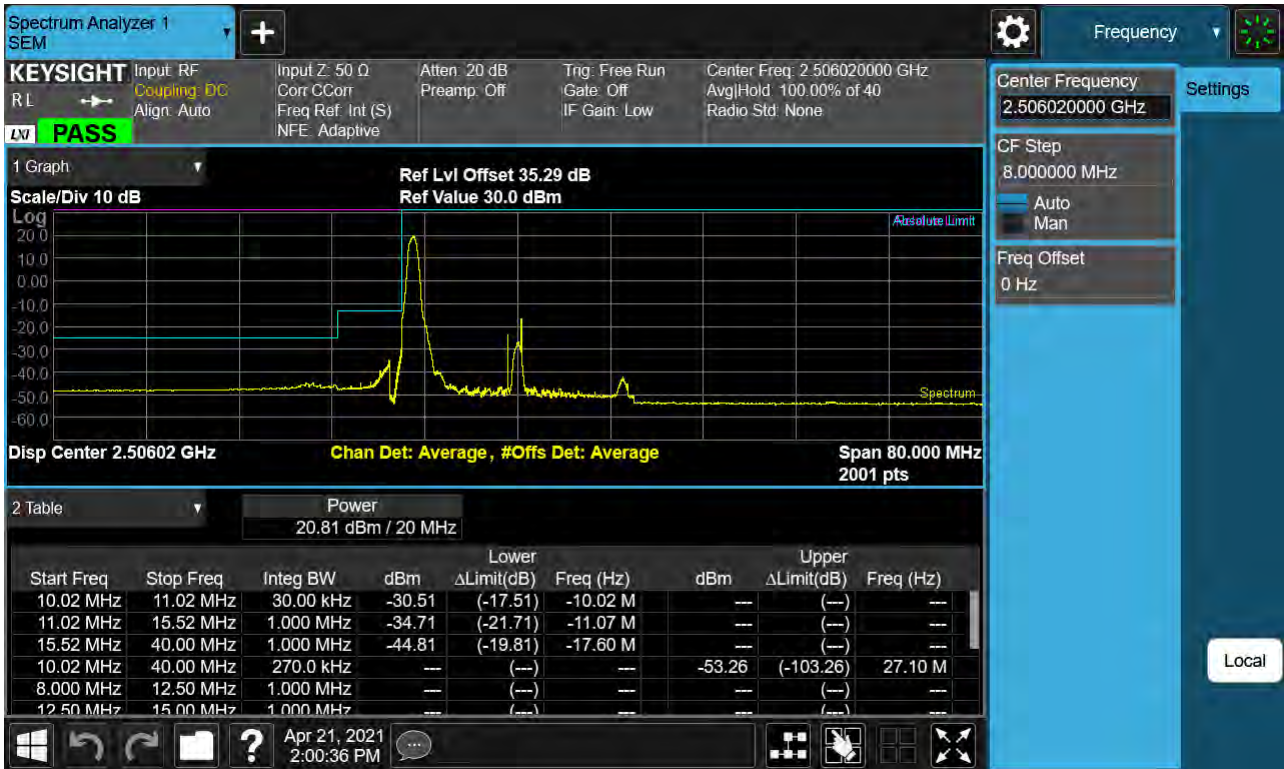 Spectrum Analyzer 1
SEM
Frequency
KEYSIGHT
R L
LXI
PASS
Input: RF
Coupling: DC
Align: Auto
Input Z: 50 Ω
Corr CCorr
Freq Ref: Int (S)
NFE: Adaptive
Atten: 20 dB
Preamp: Off
Trig: Free Run
Gate: Off
IF Gain: Low
Center Freq: 2.506020000 GHz
Avg|Hold: 100.00% of 40
Radio Std: None
Center Frequency
2.506020000 GHz
Settings
CF Step
8.000000 MHz
Auto
Man
Freq Offset
0 Hz
Local
1 Graph
Scale/Div 10 dB
Ref Lvl Offset 35.29 dB
Ref Value 30.0 dBm
Log
20.0
10.0
0.00
-10.0
-20.0
-30.0
-40.0
-50.0
-60.0
Limit
Spectrum
Disp Center 2.50602 GHz
Chan Det: Average, #Offs Det: Average
Span 80.000 MHz
2001 pts
2 Table
Power
20.81 dBm / 20 MHz
Lower Upper
Start Freq Stop Freq Integ BW dBm ΔLimit(dB) Freq (Hz) dBm ΔLimit(dB) Freq (Hz)
10.02 MHz 11.02 MHz 30.00 kHz -30.51 (-17.51) -10.02 M --- (---) ---
11.02 MHz 15.52 MHz 1.000 MHz -34.71 (-21.71) -11.07 M --- (---) ---
15.52 MHz 40.00 MHz 1.000 MHz -44.81 (-19.81) -17.60 M --- (---) ---
10.02 MHz 40.00 MHz 270.0 kHz --- (---) --- -53.26 (-103.26) 27.10 M
8.000 MHz 12.50 MHz 1.000 MHz --- (---) --- --- (---) ---
12.50 MHz 15.00 MHz 1.000 MHz --- (---) --- --- (---) ---
Apr 21, 2021
2:00:36 PM